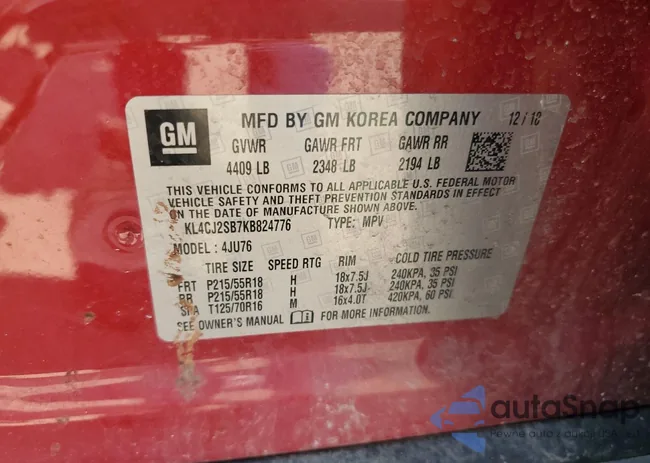 GM
MFD BY GM KOREA COMPANY 12/18
GVWR GAWR FRT GAWR RR
4409 LB 2348 LB 2194 LB
THIS VEHICLE CONFORMS TO ALL APPLICABLE U.S. FEDERAL MOTOR
VEHICLE SAFETY AND THEFT PREVENTION STANDARDS IN EFFECT
ON THE DATE OF MANUFACTURE SHOWN ABOVE.
KL4CJ2SB7KB824776 TYPE: MPV
MODEL: 4JU76
TIRE SIZE SPEED RTG RIM COLD TIRE PRESSURE
FRT P215/55R18 H 18x7.5J 240KPA, 35 PSI
RR P215/55R18 H 18x7.5J 240KPA, 35 PSI
SPA T125/70R16 M 16x4.0T 420KPA, 60 PSI
SEE OWNER'S MANUAL FOR MORE INFORMATION.
autoSnap